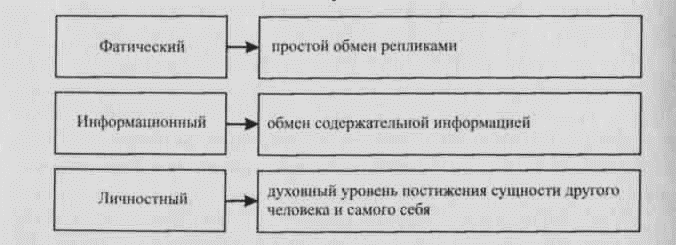 Фатический
простой обмен репликами
Информационный
обмен содержательной информацией
Личностный
духовный уровень постижения сущности другого
человека и самого себя